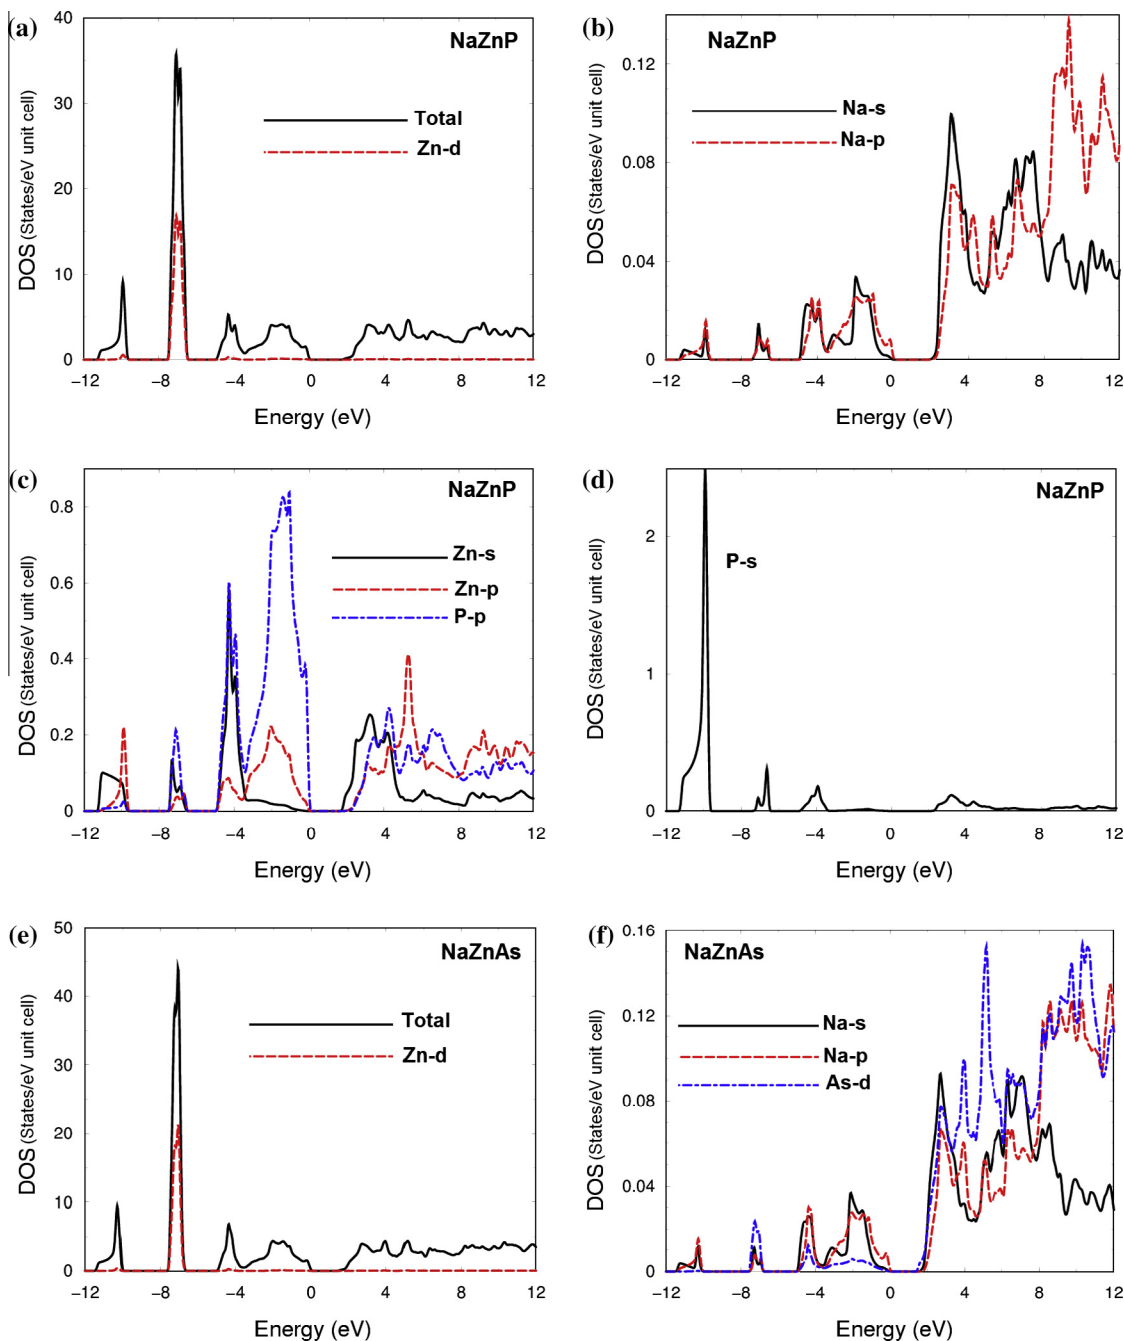 (a)
NaZnP
Total
Zn-d
DOS (States/eV unit cell)
40
30
20
10
0
−12 −8 −4 0 4 8 12
Energy (eV)
(b)
NaZnP
Na-s
Na-p
DOS (States/eV unit cell)
0.12
0.08
0.04
0
−12 −8 −4 0 4 8 12
Energy (eV)
(c)
NaZnP
Zn-s
Zn-p
P-p
DOS (States/eV unit cell)
0.8
0.6
0.4
0.2
0
−12 −8 −4 0 4 8 12
Energy (eV)
(d)
NaZnP
P-s
DOS (States/eV unit cell)
2
1
0
−12 −8 −4 0 4 8 12
Energy (eV)
(e)
NaZnAs
Total
Zn-d
DOS (States/eV unit cell)
50
40
30
20
10
0
−12 −8 −4 0 4 8 12
Energy (eV)
(f)
NaZnAs
Na-s
Na-p
As-d
DOS (States/eV unit cell)
0.16
0.12
0.08
0.04
0
−12 −8 −4 0 4 8 12
Energy (eV)